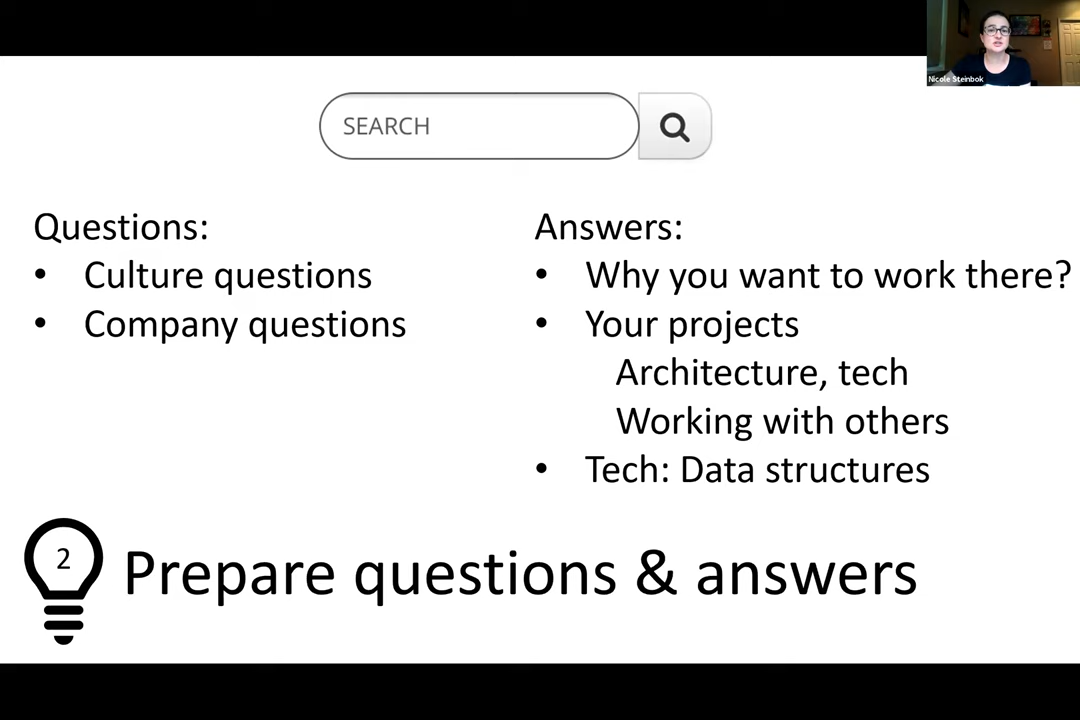 Nicole Steinbok
SEARCH
Questions:
• Culture questions
• Company questions
Answers:
• Why you want to work there?
• Your projects
Architecture, tech
Working with others
• Tech: Data structures
2
Prepare questions & answers